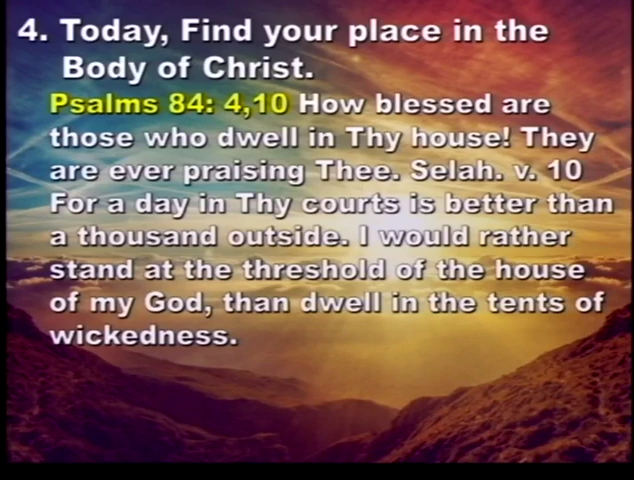 4. Today, Find your place in the
Body of Christ.
Psalms 84: 4,10 How blessed are
those who dwell in Thy house! They
are ever praising Thee. Selah. v. 10
For a day in Thy courts is better than
a thousand outside. I would rather
stand at the threshold of the house
of my God, than dwell in the tents of
wickedness.